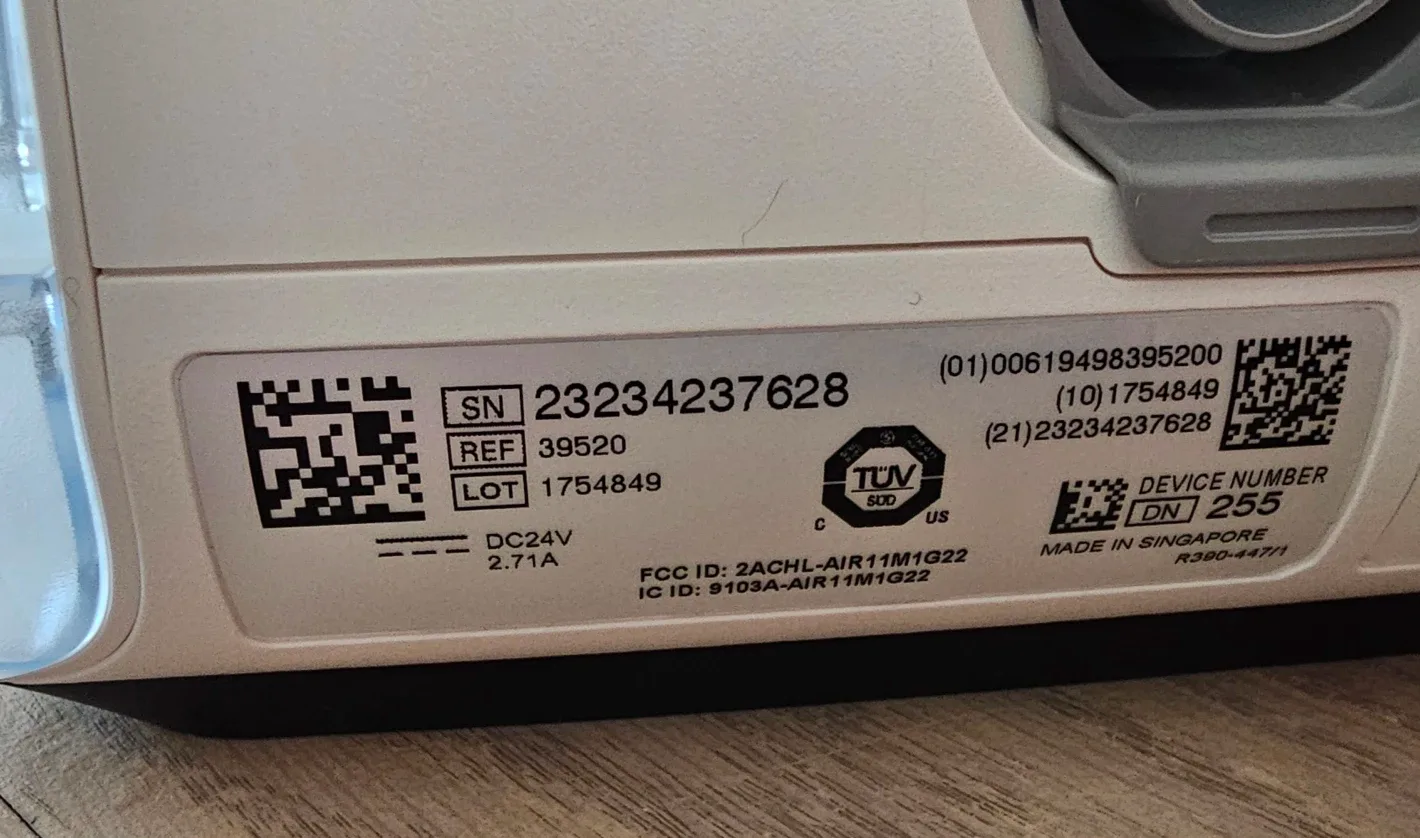 SN 23234237628
REF 39520
LOT 1754849
DC24V
2.71A
TÜV
SÜD
C US
FCC ID: 2ACHL-AIR11M1G22
IC ID: 9103A-AIR11M1G22
(01)00619498395200
(10)1754849
(21)23234237628
DEVICE NUMBER
DN 255
MADE IN SINGAPORE
R390-447/1